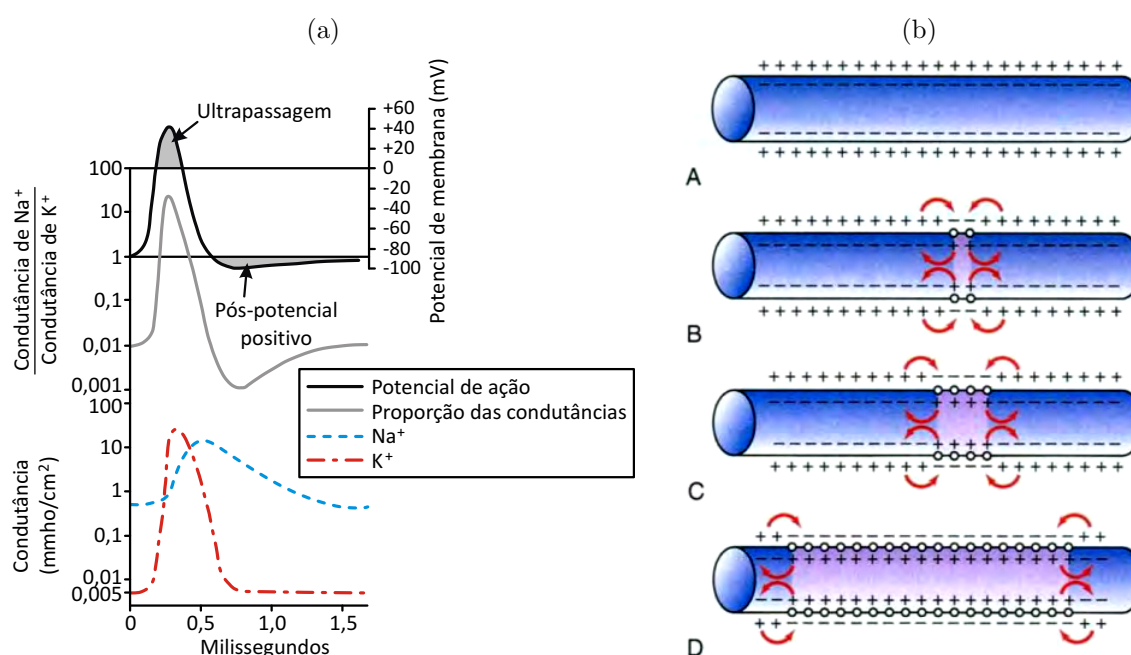 (a)
(b)
Ultrapassagem
+60
+40
+20
0
-20
-40
-60
-80
-100
Potencial de membrana (mV)
100
10
1
0,1
0,01
0,001
Condutância de Na⁺
Condutância de K⁺
Pós-potencial
positivo
Potencial de ação
Proporção das condutâncias
Na⁺
K⁺
100
10
1
0,1
0,01
0,005
Condutância
(mmho/cm²)
0
0,5
1,0
1,5
Milissegundos
A
B
C
D